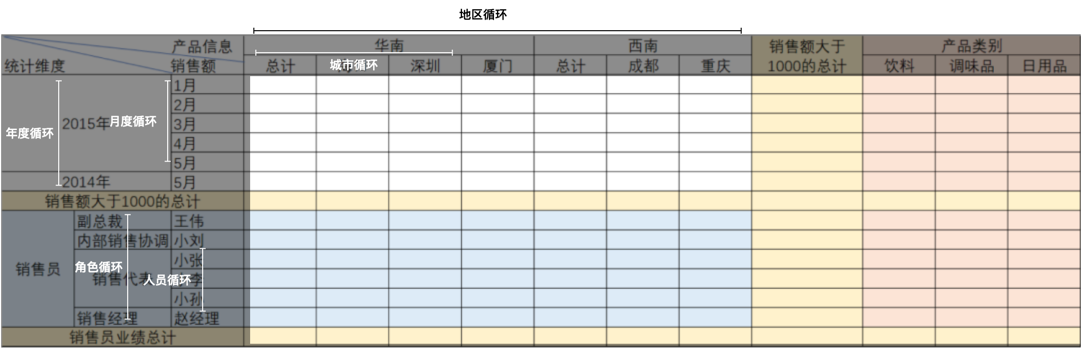 地区循环
产品信息 华南 西南 销售额大于 产品类别
统计维度 销售额 总计 城市循环 深圳 厦门 总计 成都 重庆 1000的总计 饮料 调味品 日用品
1月
2月
年度循环 2015年 月度循环 3月
4月
5月
2014年 5月
销售额大于1000的总计
副总裁 王伟
内部销售协调 小刘
销售员 角色循环 小张
销售代表 人员循环 李
小孙
销售经理 赵经理
销售员业绩总计